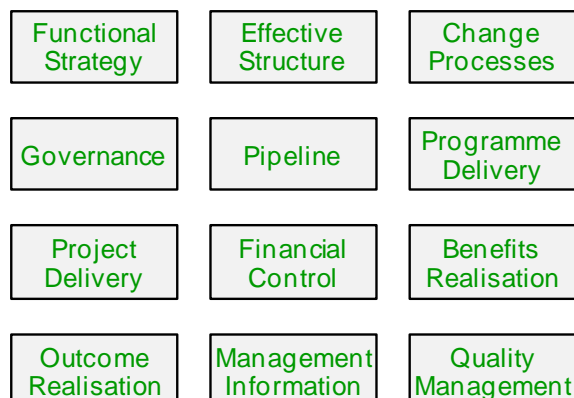 Functional
Strategy
Effective
Structure
Change
Processes
Governance
Pipeline
Programme
Delivery
Project
Delivery
Financial
Control
Benefits
Realisation
Outcome
Realisation
Management
Information
Quality
Management